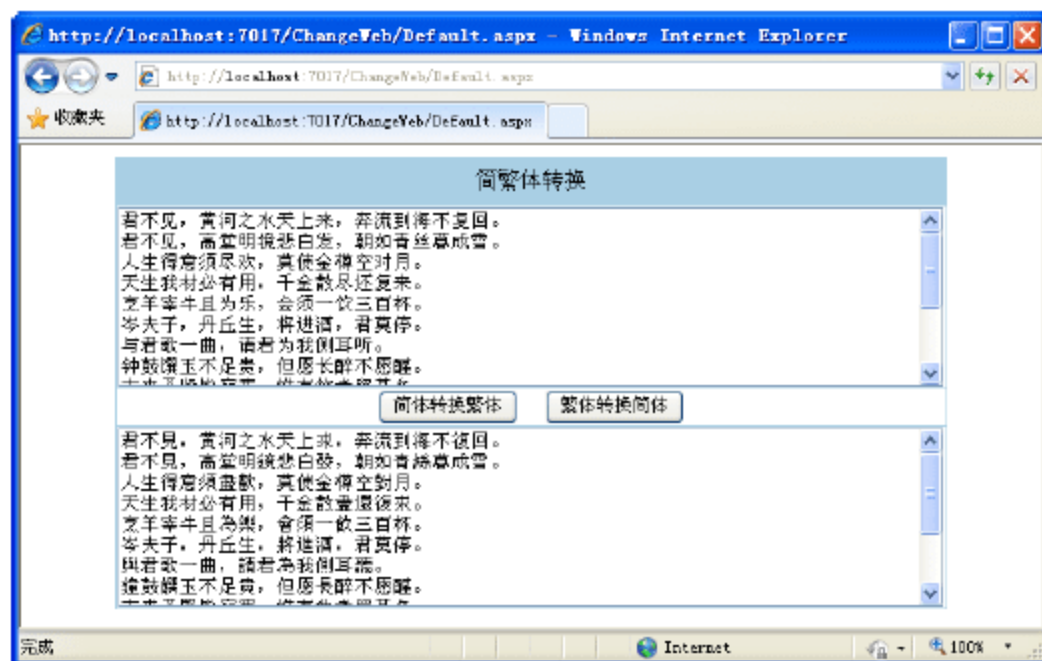 http://localhost:7017/ChangeWeb/Default.aspx - Windows Internet Explorer
http://localhost:7017/ChangeWeb/Default.aspx
收藏夹
http://localhost:7017/ChangeWeb/Default.aspx
简繁体转换
君不见，黄河之水天上来，奔流到海不复回。
君不见，高堂明镜悲白发，朝如青丝暮成雪。
人生得意须尽欢，莫使金樽空对月。
天生我材必有用，千金散尽还复来。
烹羊宰牛且为乐，会须一饮三百杯。
岑夫子，丹丘生，将进酒，君莫停。
与君歌一曲，请君为我侧耳听。
钟鼓馔玉不足贵，但愿长醉不愿醒。
简体转换繁体
繁体转换简体
君不見，黃河之水天上來，奔流到海不復回。
君不見，高堂明鏡悲白發，朝如青絲暮成雪。
人生得意須盡歡，莫使金樽空對月。
天生我材必有用，千金散盡還復來。
烹羊宰牛且為樂，會須一飲三百杯。
岑夫子，丹丘生，將進酒，君莫停。
與君歌一曲，請君為我側耳聽。
鐘鼓饌玉不足貴，但愿長醉不愿醒。
完成
Internet
100%